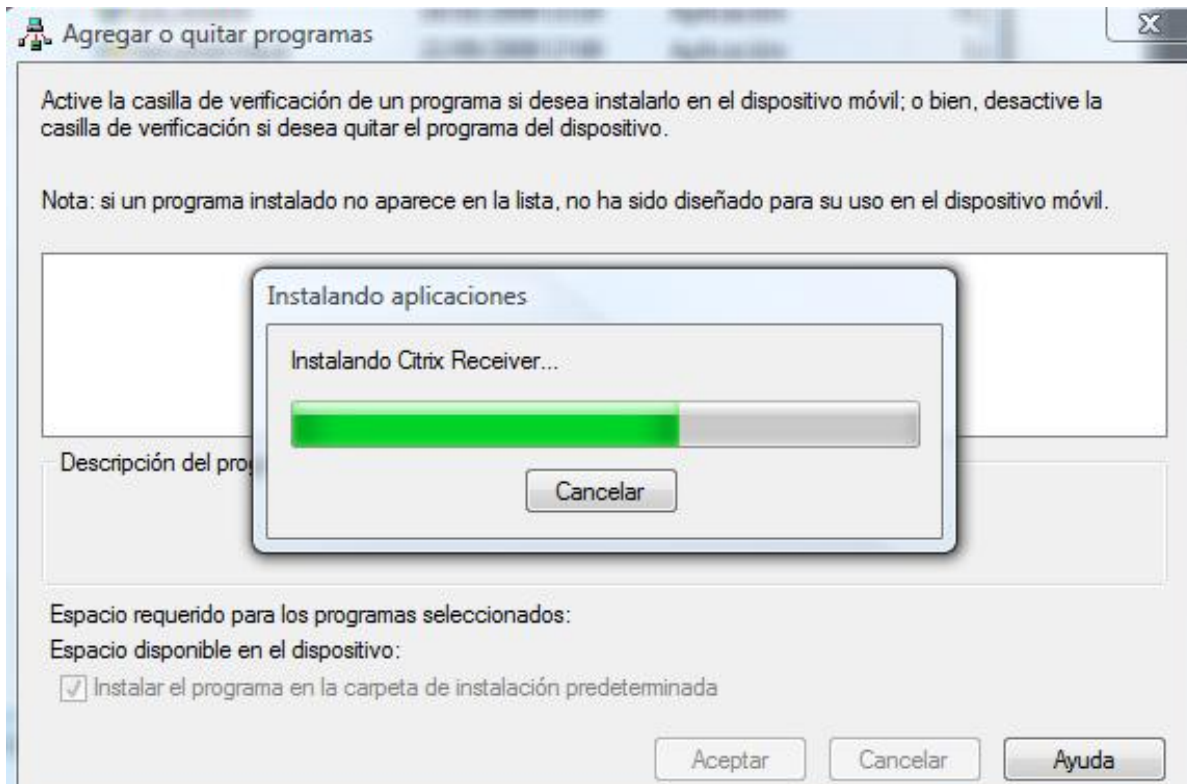 Agregar o quitar programas
Active la casilla de verificación de un programa si desea instalarlo en el dispositivo móvil; o bien, desactive la
casilla de verificación si desea quitar el programa del dispositivo.
Nota: si un programa instalado no aparece en la lista, no ha sido diseñado para su uso en el dispositivo móvil.
Instalando aplicaciones
Instalando Citrix Receiver...
Cancelar
Descripción del
Espacio requerido para los programas seleccionados:
Espacio disponible en el dispositivo:
Instalar el programa en la carpeta de instalación predeterminada
Aceptar Cancelar Ayuda